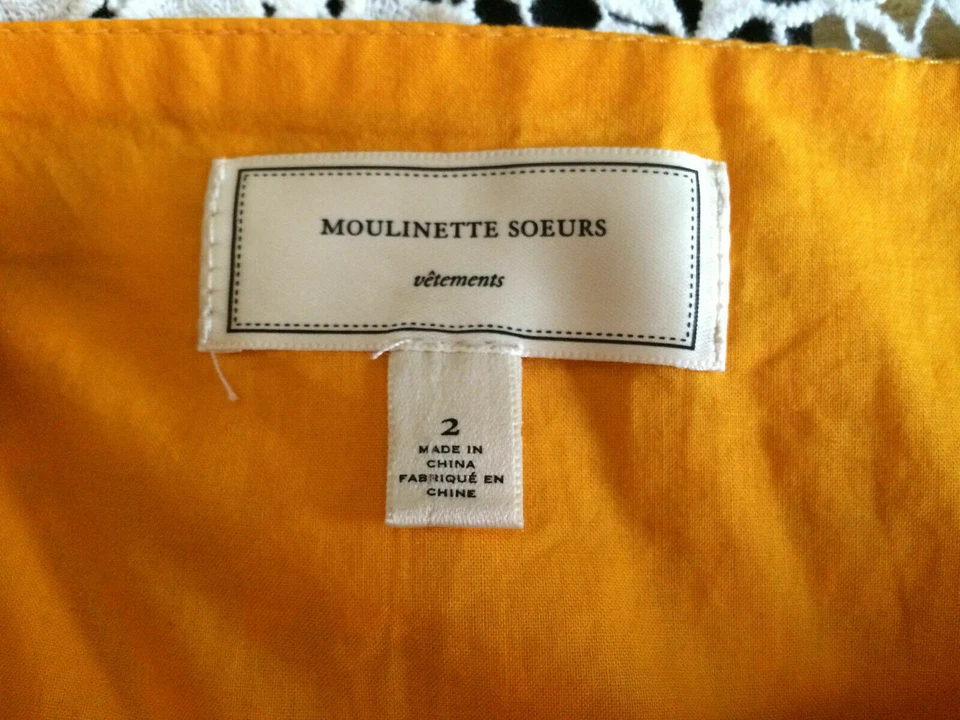 MOULINETTE SOEURS
vêtements
2
MADE IN
CHINA
FABRIQUÉ EN
CHINE